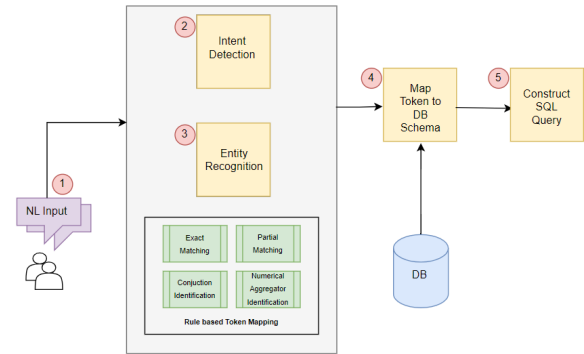 1
NL Input
2
Intent
Detection
3
Entity
Recognition
Exact
Matching
Partial
Matching
Conjuction
Identification
Numerical
Aggregator
Identification
Rule based Token Mapping
4
Map
Token to
DB
Schema
5
Construct
SQL
Query
DB